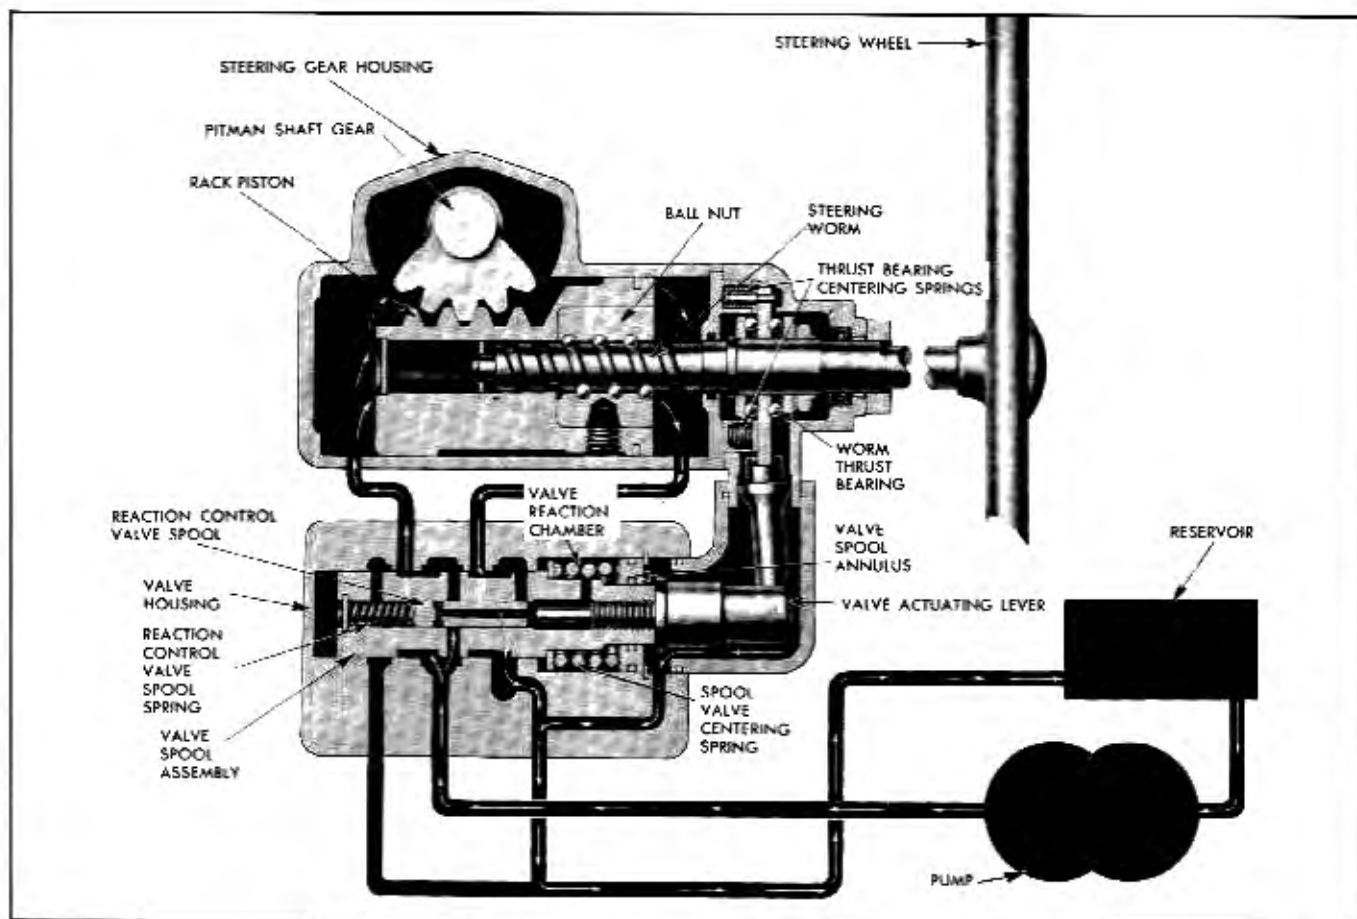 STEERING WHEEL
STEERING GEAR HOUSING
PITMAN SHAFT GEAR
RACK PISTON
BALL NUT
STEERING
WORM
THRUST BEARING
CENTERING SPRINGS
WORM
THRUST
BEARING
VALVE
REACTION
CHAMBER
REACTION CONTROL
VALVE SPOOL
VALVE
SPOOL
ANNULUS
RESERVOIR
VALVE
HOUSING
VALVE ACTUATING LEVER
REACTION
CONTROL
VALVE
SPOOL
SPRING
SPOOL
VALVE
CENTERING
SPRING
VALVE
SPOOL
ASSEMBLY
PUMP